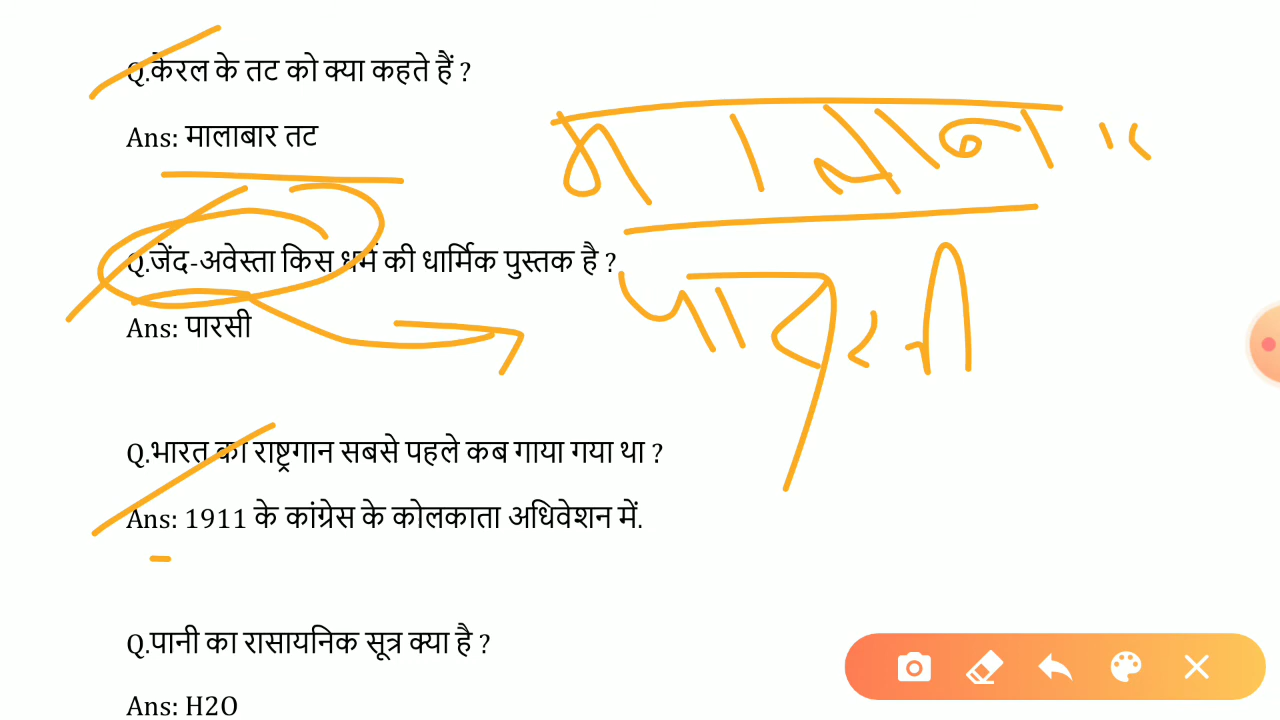 Q.केरल के तट को क्या कहते हैं ?
Ans: मालाबार तट
Q.जेंद-अवेस्ता किस धर्म की धार्मिक पुस्तक है ?
Ans: पारसी
पारसी
Q.भारत का राष्ट्रगान सबसे पहले कब गाया गया था ?
Ans: 1911 के कांग्रेस के कोलकाता अधिवेशन में.
Q.पानी का रासायनिक सूत्र क्या है ?
Ans: H2O